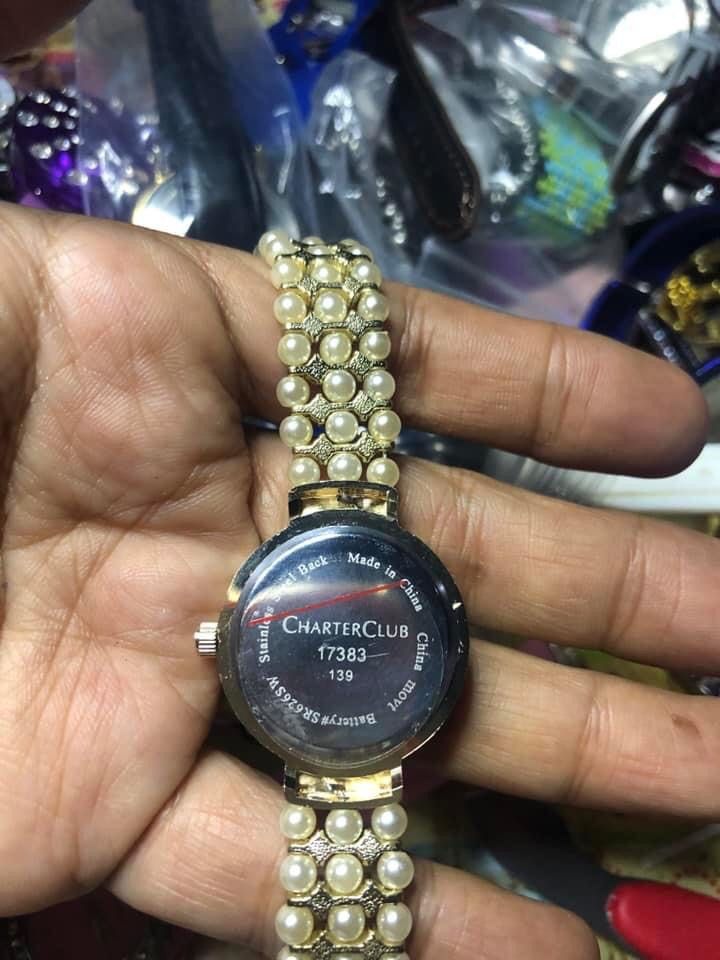 Stainless Steel Back Made in China China movt Battery#SR626SW
CHARTERCLUB
17383
139